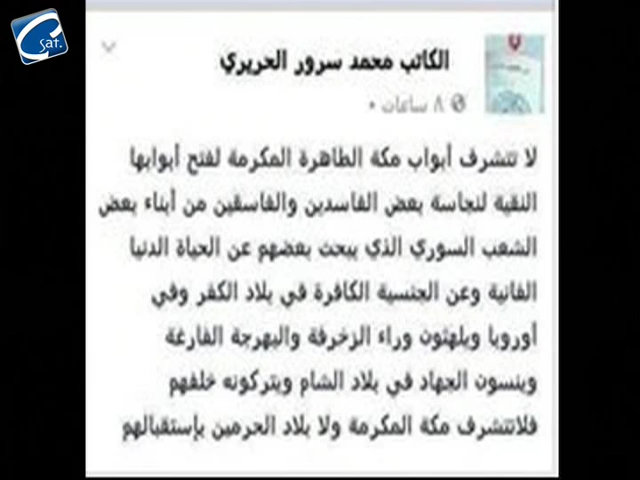 sat.
الكاتب محمد سرور الحريري
٨ ساعات
لا تتشرف أبواب مكة الطاهرة المكرمة لفتح أبوابها
النقية لنجاسة بعض الفاسدين والفاسقين من أبناء بعض
الشعب السوري الذي يبحث بعضهم عن الحياة الدنيا
الفانية وعن الجنسية الكافرة في بلاد الكفر وفي
أوروبا ويلهثون وراء الزخرفة والبهرجة الفارغة
وينسون الجهاد في بلاد الشام ويتركونه خلفهم
فلاتتشرف مكة المكرمة ولا بلاد الحرمين بإستقبالهم